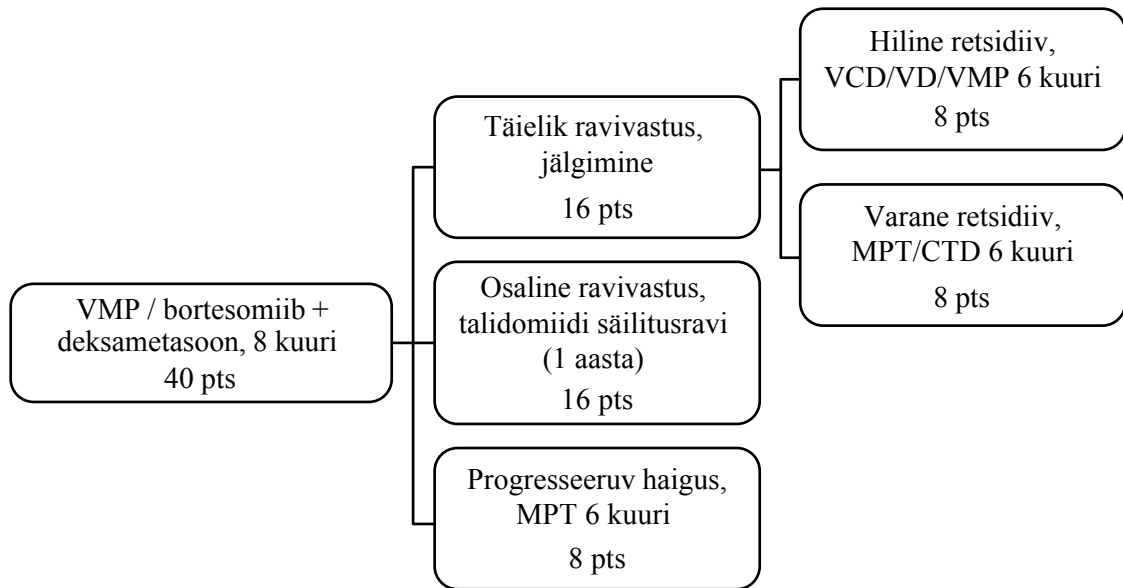 VMP / bortesomiib +
deksametasoon, 8 kuuri
40 pts
Täielik ravivastus,
jälgimine
16 pts
Osaline ravivastus,
talidomiidi säilitusravi
(1 aasta)
16 pts
Progresseeruv haigus,
MPT 6 kuuri
8 pts
Hiline retsidiiv,
VCD/VD/VMP 6 kuuri
8 pts
Varane retsidiiv,
MPT/CTD 6 kuuri
8 pts